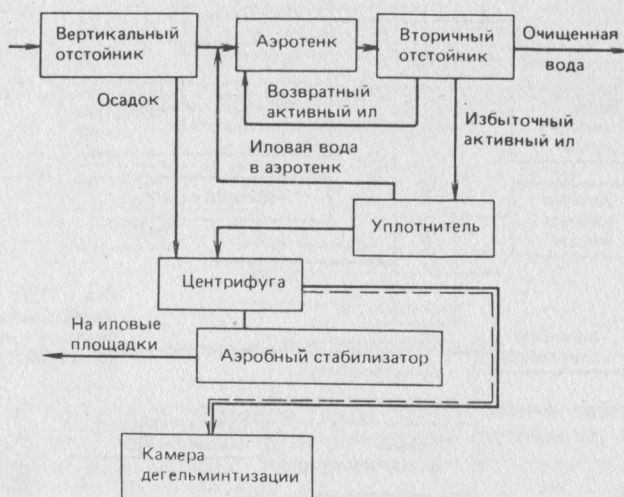 Вертикальный
отстойник
Аэротенк
Вторичный
отстойник
Очищенная
вода
Осадок
Возвратный
активный ил
Избыточный
активный ил
Иловая вода
в аэротенк
Уплотнитель
Центрифуга
На иловые
площадки
Аэробный стабилизатор
Камера
дегельминтизации